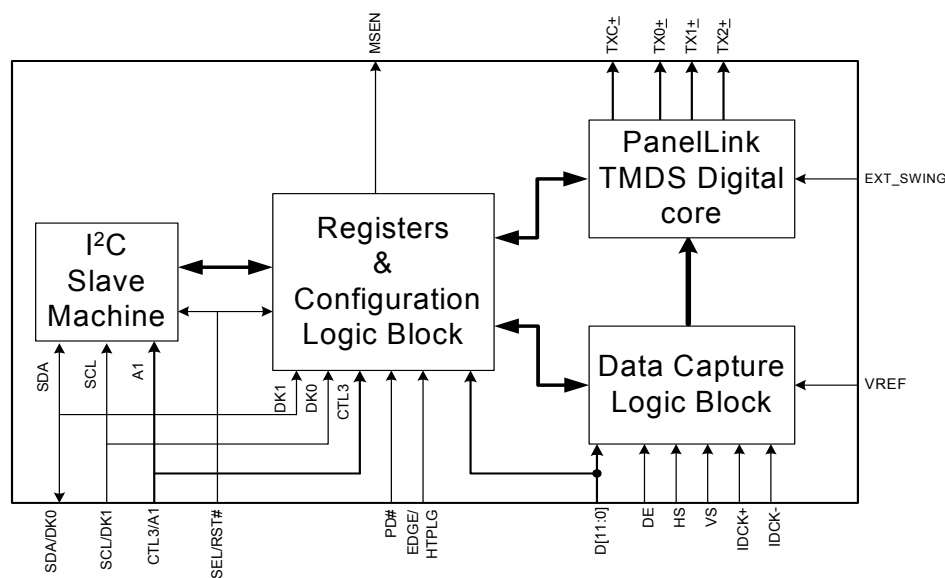 MSEN
TXC±
TX0±
TX1±
TX2±
PanelLink
TMDS Digital
core
EXT_SWING
Registers
&
Configuration
Logic Block
I²C
Slave
Machine
Data Capture
Logic Block
VREF
SDA
SCL
A1
DK1
DK0
CTL3
SDA/DK0
SCL/DK1
CTL3/A1
SEL/RST#
PD#
EDGE/
HTPLG
D[11:0]
DE
HS
VS
IDCK+
IDCK-